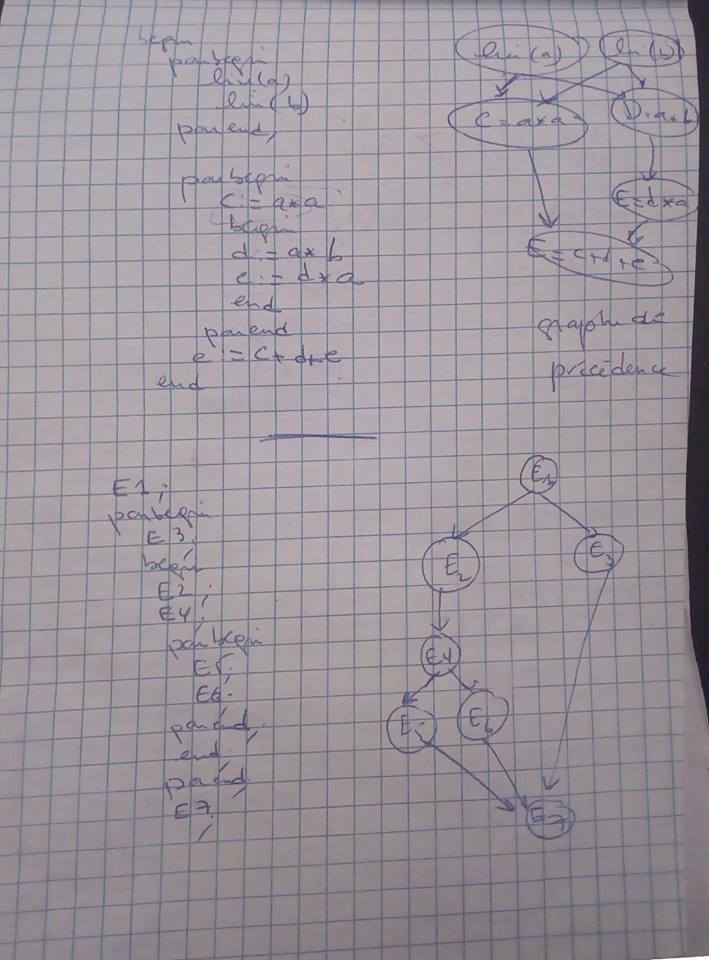 begin
parbegin
lire(a)
lire(b)
parend;
parbegin
c := a*a
begin
d := a*b
e := d*a
end
parend
e := c+d+e
end
lire(a)
lire(b)
C = a*a
D = a*b
E = d*a
E = c+d+e
graphe de
précédence
E1;
parbegin
E3;
begin
E2;
E4;
parbegin
E5;
E6;
parend;
end;
parend;
E7;
E1
E2
E3
E4
E5
E6
E7